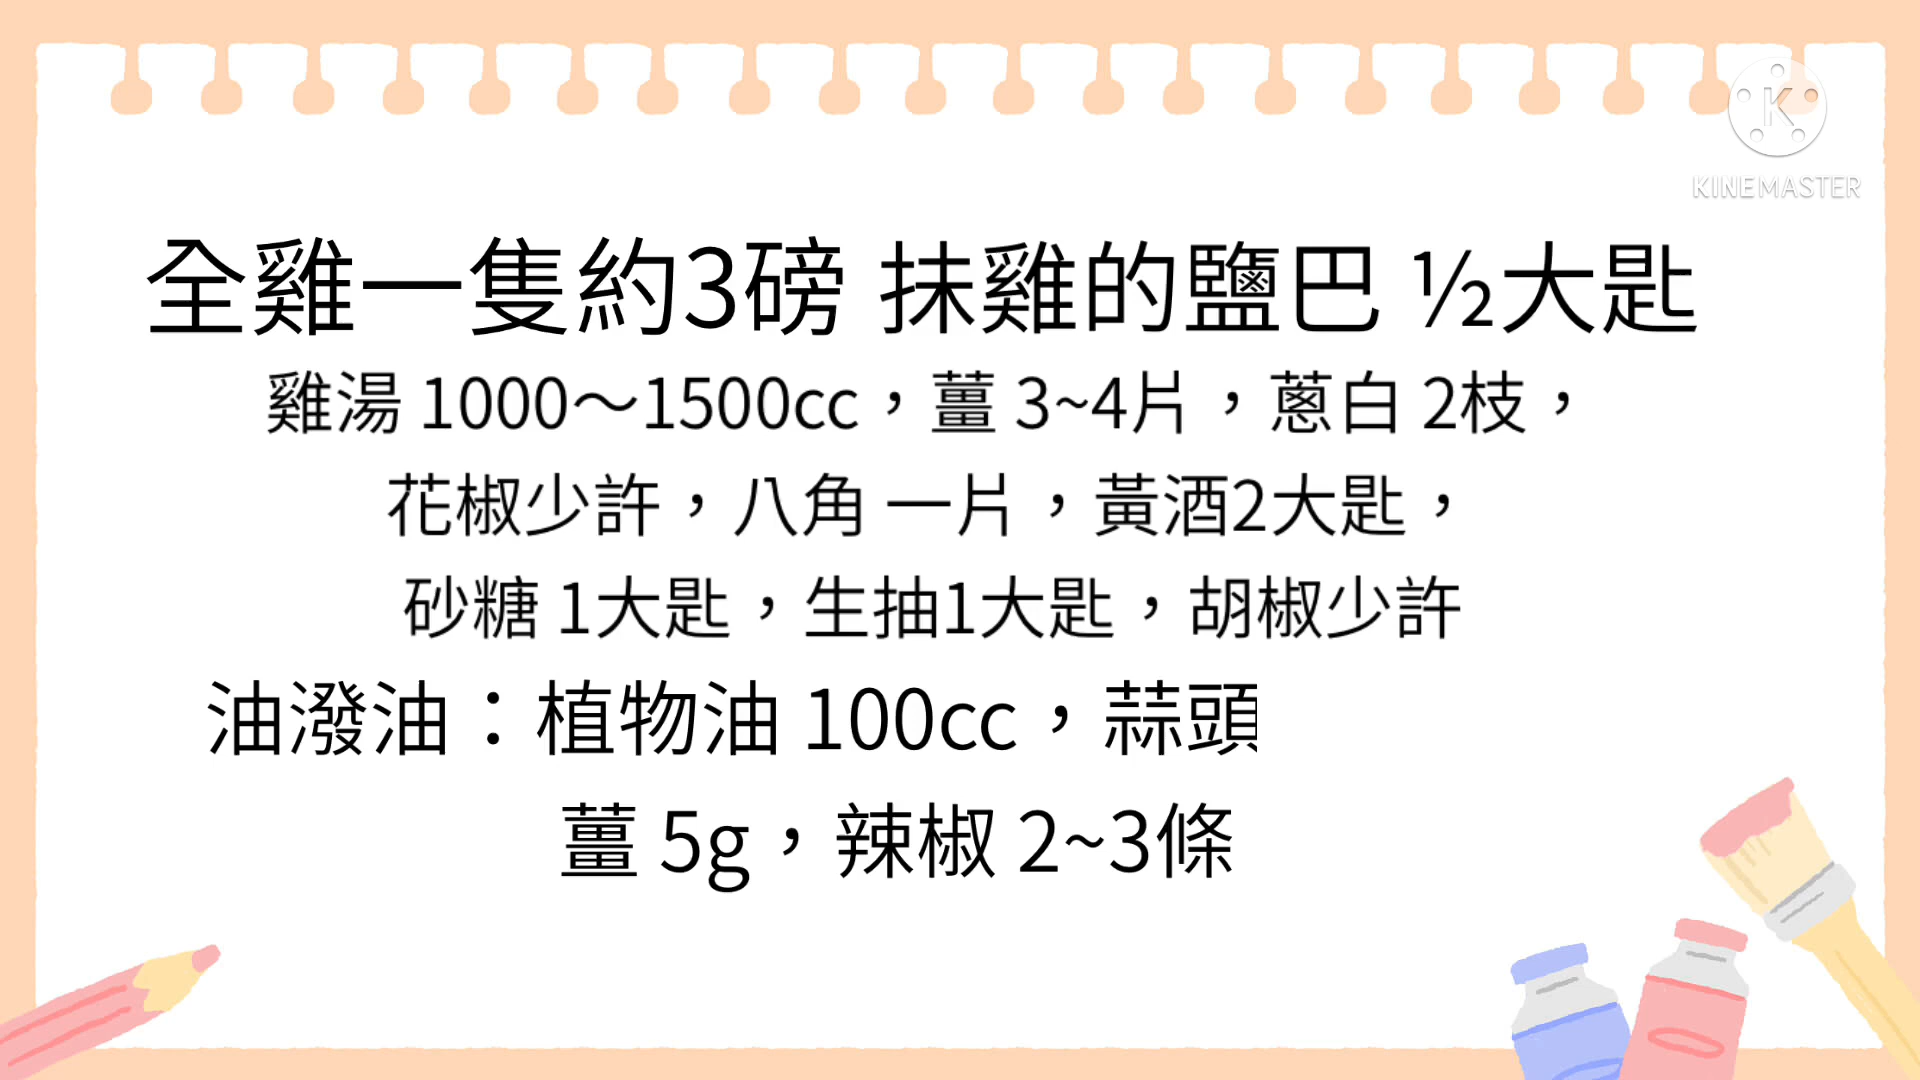 KINEMASTER
全雞一隻約3磅 抹雞的鹽巴 ½大匙
雞湯 1000～1500cc，薑 3~4片，蔥白 2枝，
花椒少許，八角 一片，黃酒2大匙，
砂糖 1大匙，生抽1大匙，胡椒少許
油潑油：植物油 100cc，蒜頭
薑 5g，辣椒 2~3條